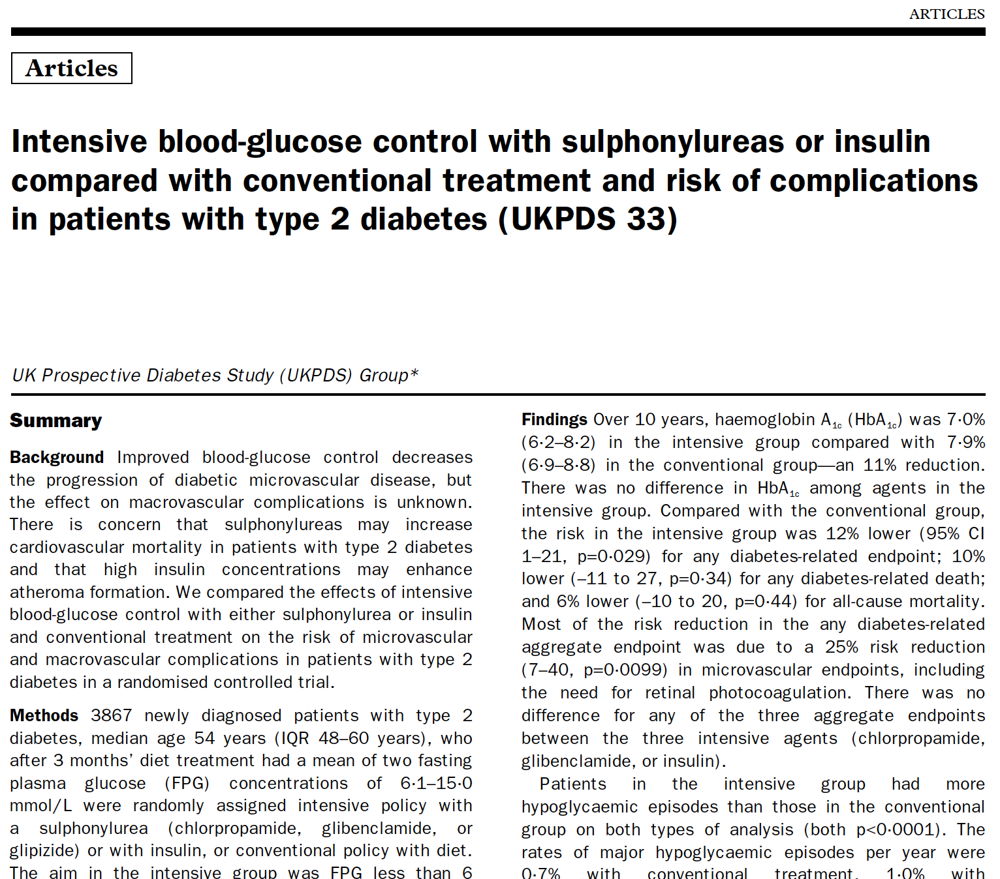 ARTICLES
Articles
Intensive blood-glucose control with sulphonylureas or insulin
compared with conventional treatment and risk of complications
in patients with type 2 diabetes (UKPDS 33)
UK Prospective Diabetes Study (UKPDS) Group*
Summary
Background Improved blood-glucose control decreases
the progression of diabetic microvascular disease, but
the effect on macrovascular complications is unknown.
There is concern that sulphonylureas may increase
cardiovascular mortality in patients with type 2 diabetes
and that high insulin concentrations may enhance
atheroma formation. We compared the effects of intensive
blood-glucose control with either sulphonylurea or insulin
and conventional treatment on the risk of microvascular
and macrovascular complications in patients with type 2
diabetes in a randomised controlled trial.
Methods 3867 newly diagnosed patients with type 2
diabetes, median age 54 years (IQR 48–60 years), who
after 3 months’ diet treatment had a mean of two fasting
plasma glucose (FPG) concentrations of 6·1–15·0
mmol/L were randomly assigned intensive policy with
a sulphonylurea (chlorpropamide, glibenclamide, or
glipizide) or with insulin, or conventional policy with diet.
The aim in the intensive group was FPG less than 6
Findings Over 10 years, haemoglobin A1c (HbA1c) was 7·0%
(6·2–8·2) in the intensive group compared with 7·9%
(6·9–8·8) in the conventional group—an 11% reduction.
There was no difference in HbA1c among agents in the
intensive group. Compared with the conventional group,
the risk in the intensive group was 12% lower (95% CI
1–21, p=0·029) for any diabetes-related endpoint; 10%
lower (–11 to 27, p=0·34) for any diabetes-related death;
and 6% lower (–10 to 20, p=0·44) for all-cause mortality.
Most of the risk reduction in the any diabetes-related
aggregate endpoint was due to a 25% risk reduction
(7–40, p=0·0099) in microvascular endpoints, including
the need for retinal photocoagulation. There was no
difference for any of the three aggregate endpoints
between the three intensive agents (chlorpropamide,
glibenclamide, or insulin).
Patients in the intensive group had more
hypoglycaemic episodes than those in the conventional
group on both types of analysis (both p<0·0001). The
rates of major hypoglycaemic episodes per year were
0·7% with conventional treatment, 1·0% with